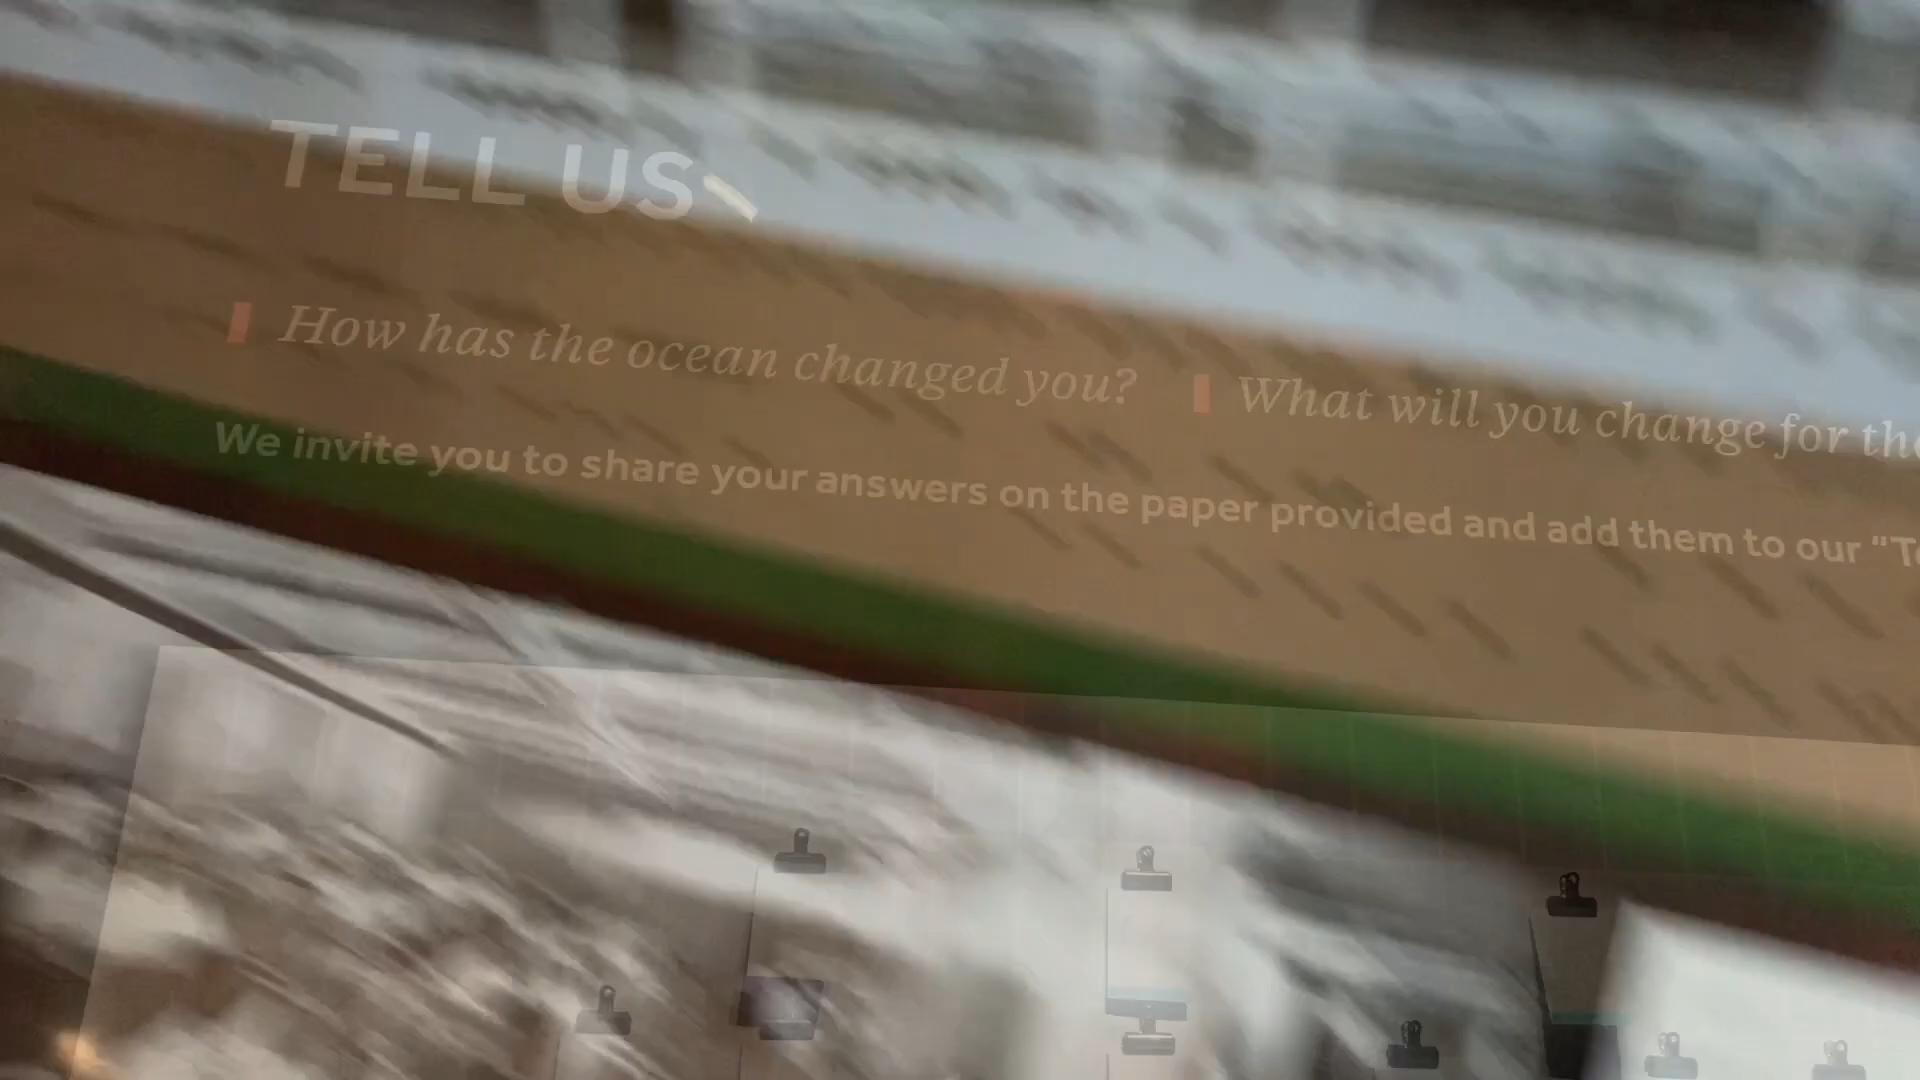 TELL US
How has the ocean changed you? What will you change for the
We invite you to share your answers on the paper provided and add them to our "T